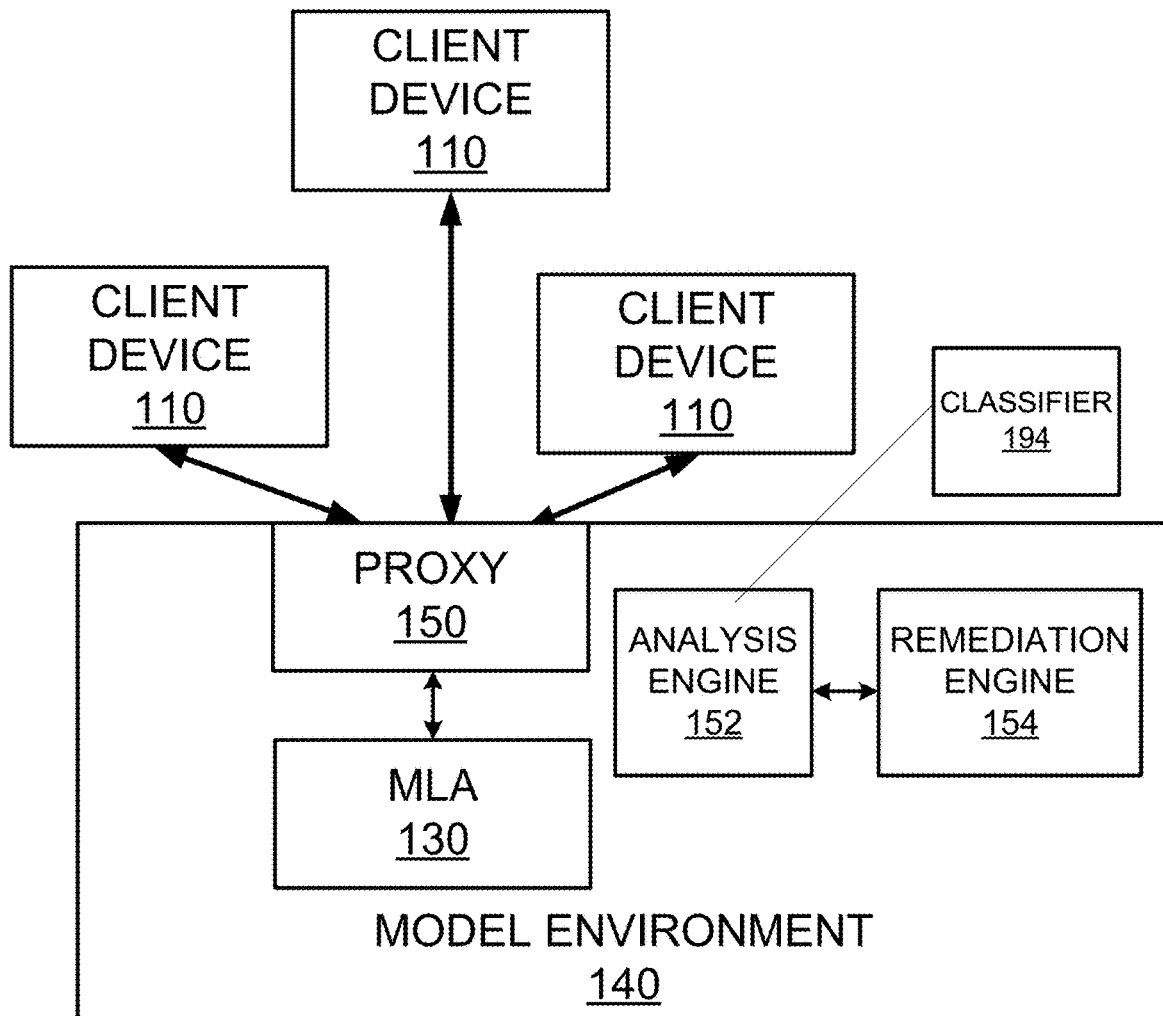 CLIENT
DEVICE
110
CLIENT
DEVICE
110
CLIENT
DEVICE
110
CLASSIFIER
194
PROXY
150
ANALYSIS
ENGINE
152
REMEDIATION
ENGINE
154
MLA
130
MODEL ENVIRONMENT
140